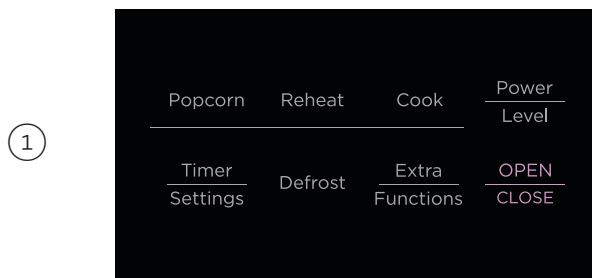 1
Popcorn Reheat Cook Power
Level
Timer
Settings Defrost Extra
Functions OPEN
CLOSE